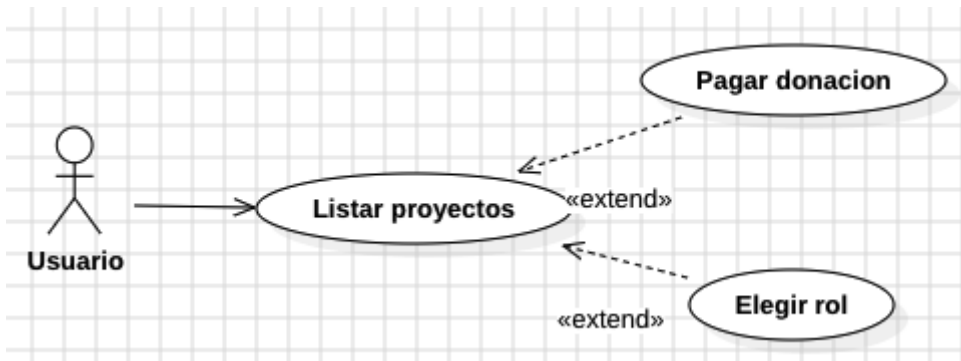 Pagar donacion
Listar proyectos
«extend»
Usuario
Elegir rol
«extend»